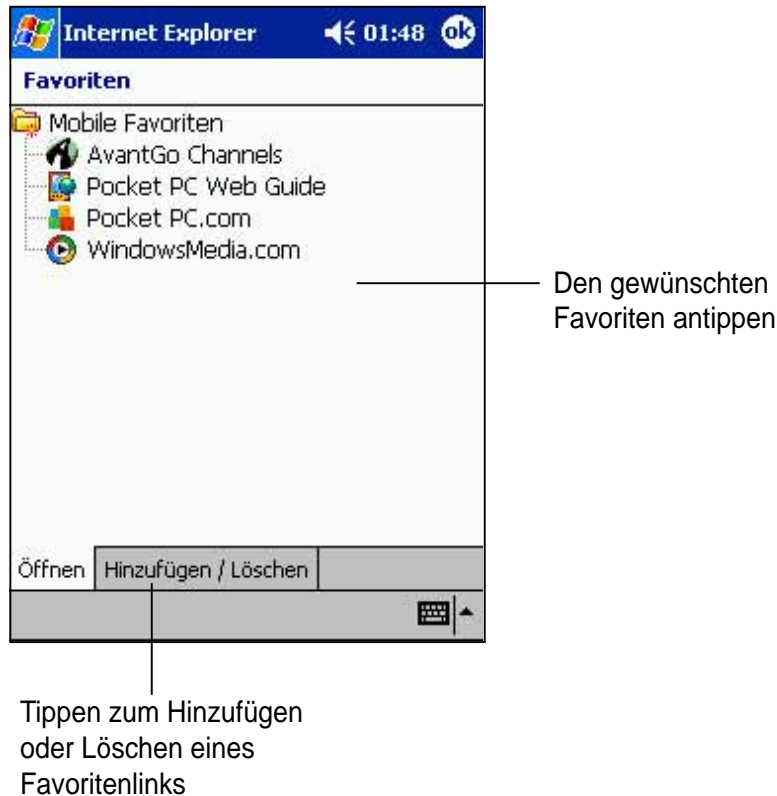 Internet Explorer 01:48 ok
Favoriten
Mobile Favoriten
AvantGo Channels
Pocket PC Web Guide
Pocket PC.com
WindowsMedia.com
Den gewünschten
Favoriten antippen
Öffnen Hinzufügen / Löschen
Tippen zum Hinzufügen
oder Löschen eines
Favoritenlinks